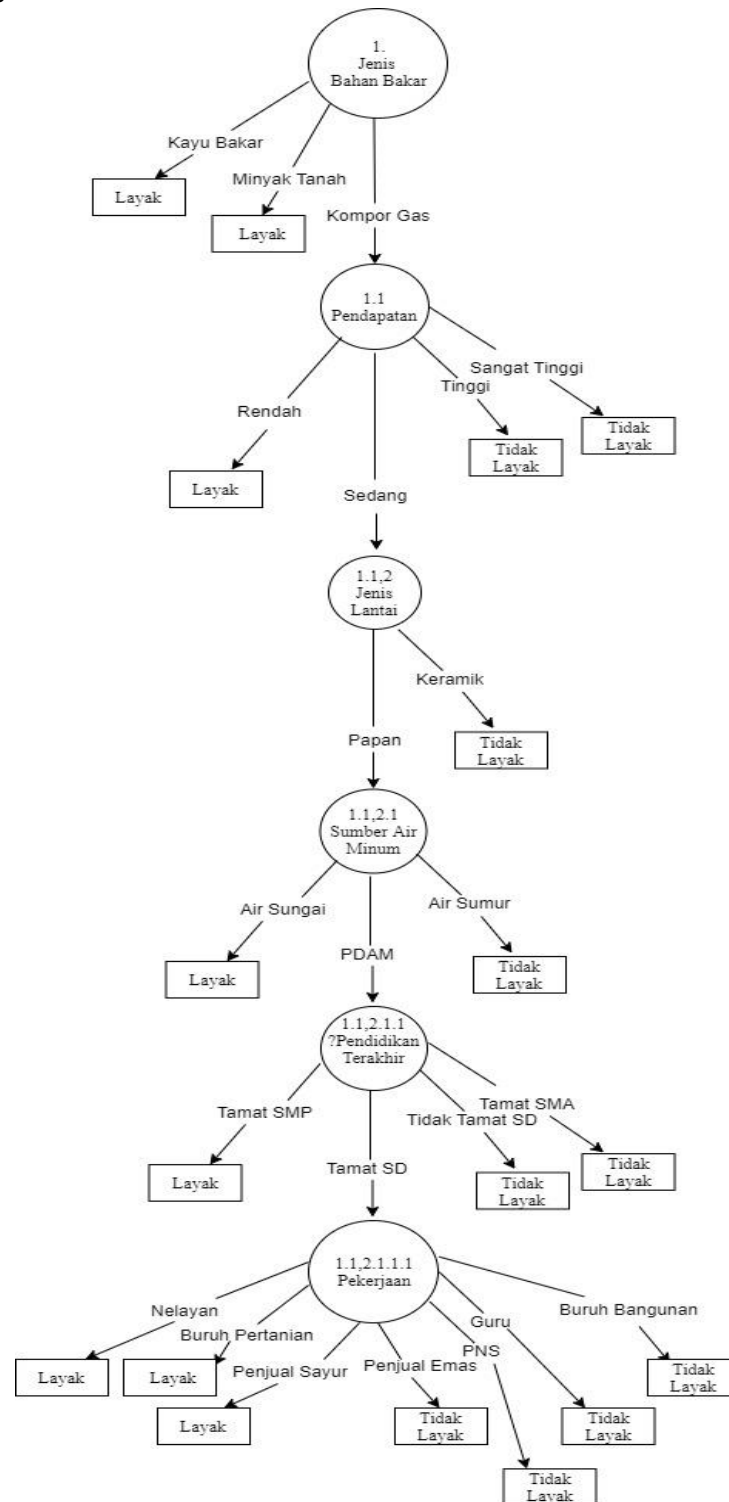 1.
Jenis
Bahan Bakar
Kayu Bakar
Minyak Tanah
Layak
Layak
Kompor Gas
1.1
Pendapatan
Sangat Tinggi
Tinggi
Rendah
Tidak
Layak
Tidak
Layak
Layak
Sedang
1.1,2
Jenis
Lantai
Keramik
Papan
Tidak
Layak
1.1,2.1
Sumber Air
Minum
Air Sungai
Air Sumur
PDAM
Layak
Tidak
Layak
1.1,2.1.1
?Pendidikan
Terakhir
Tamat SMP
Tamat SMA
Tidak Tamat SD
Tamat SD
Layak
Tidak
Layak
Tidak
Layak
1.1,2.1.1.1
Pekerjaan
Nelayan
Buruh Pertanian
Penjual Sayur
Penjual Emas
PNS
Guru
Buruh Bangunan
Layak
Layak
Layak
Tidak
Layak
Tidak
Layak
Tidak
Layak
Tidak
Layak